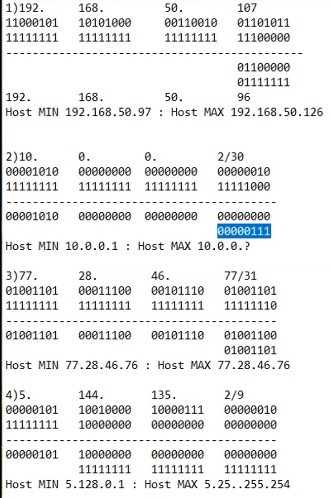 1)192. 168. 50. 107
11000101 10101000 00110010 01101011
11111111 11111111 11111111 11100000
--------------------------------------
01100000
01111111
192. 168. 50. 96
Host MIN 192.168.50.97 : Host MAX 192.168.50.126
2)10. 0. 0. 2/30
00001010 00000000 00000000 00000010
11111111 11111111 11111111 11111000
--------------------------------------
00001010 00000000 00000000 00000000
00000111
Host MIN 10.0.0.1 : Host MAX 10.0.0.?
3)77. 28. 46. 77/31
01001101 00011100 00101110 01001101
11111111 11111111 11111111 11111110
--------------------------------------
01001101 00011100 00101110 01001100
01001101
Host MIN 77.28.46.76 : Host MAX 77.28.46.76
4)5. 144. 135. 2/9
00000101 10010000 10000111 00000010
11111111 10000000 00000000 00000000
--------------------------------------
00000101 10000000 00000000 00000000
11111111 11111111 11111111
Host MIN 5.128.0.1 : Host MAX 5.25..255.254